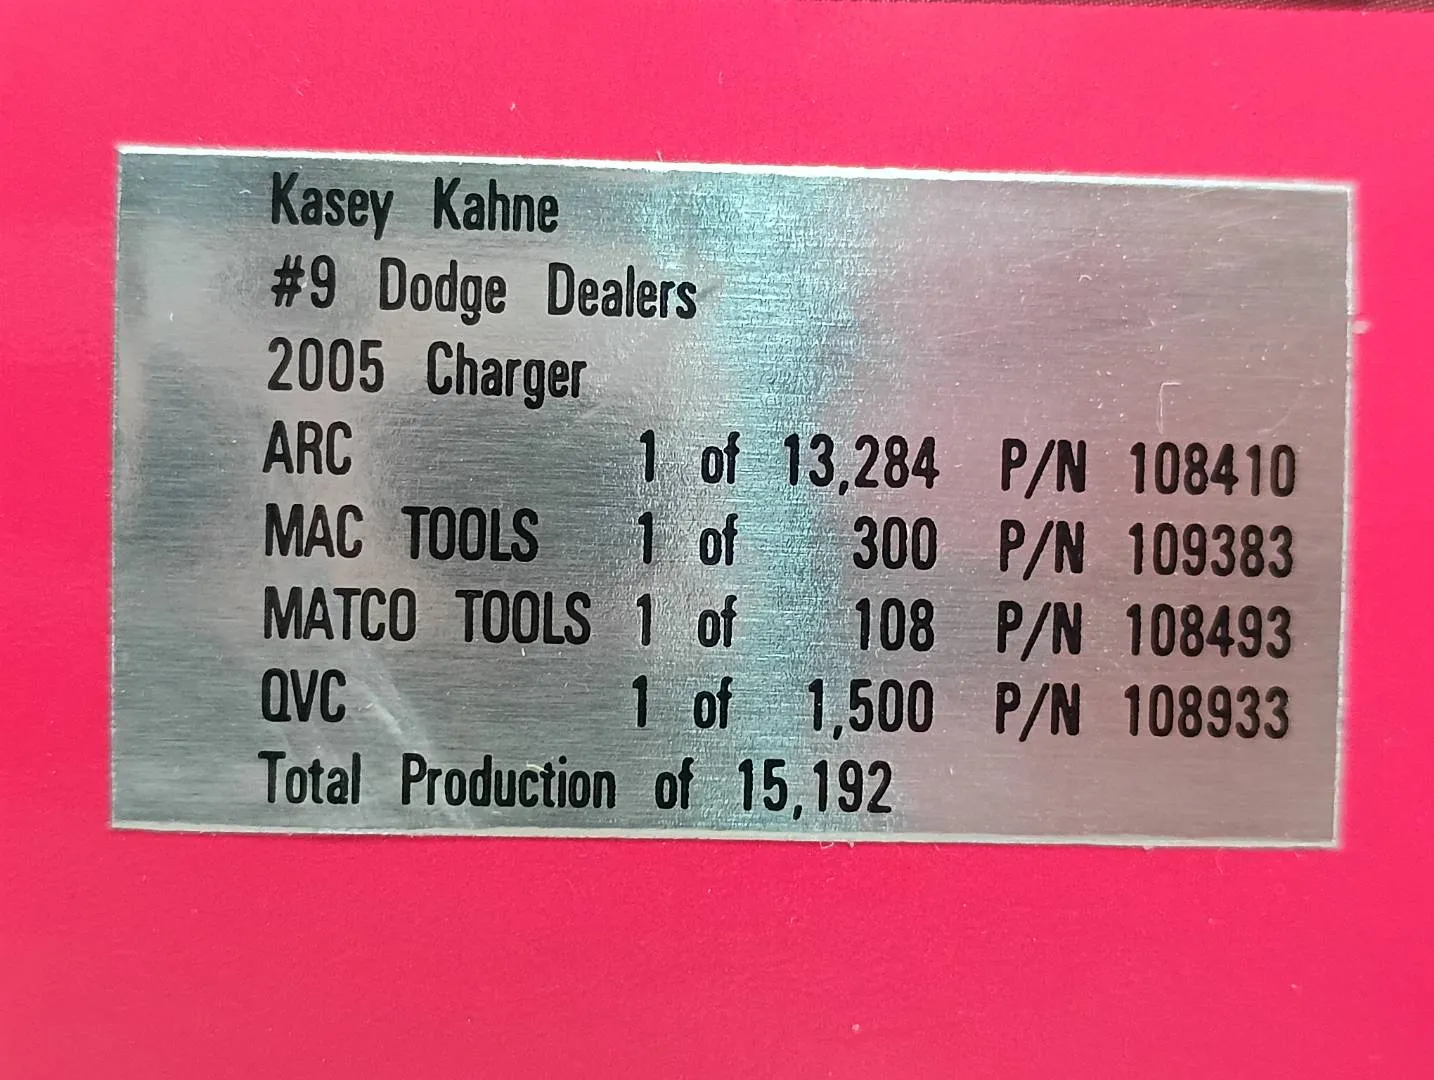 Kasey Kahne
#9 Dodge Dealers
2005 Charger
ARC 1 of 13,284 P/N 108410
MAC TOOLS 1 of 300 P/N 109383
MATCO TOOLS 1 of 108 P/N 108493
QVC 1 of 1,500 P/N 108933
Total Production of 15,192